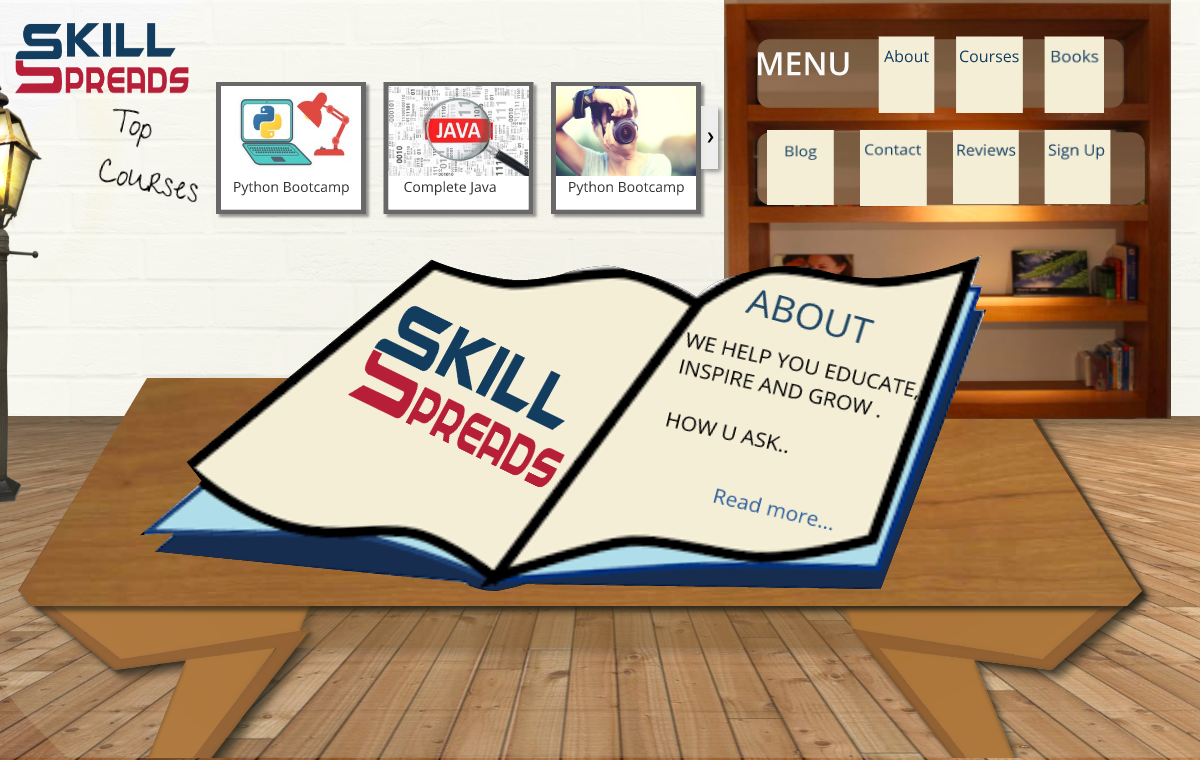 SKILL
SPREADS
Top
Courses
Python Bootcamp
JAVA
Complete Java
Python Bootcamp
›
MENU
About
Courses
Books
Blog
Contact
Reviews
Sign Up
SKILL
SPREADS
ABOUT
WE HELP YOU EDUCATE,
INSPIRE AND GROW .
HOW U ASK..
Read more...